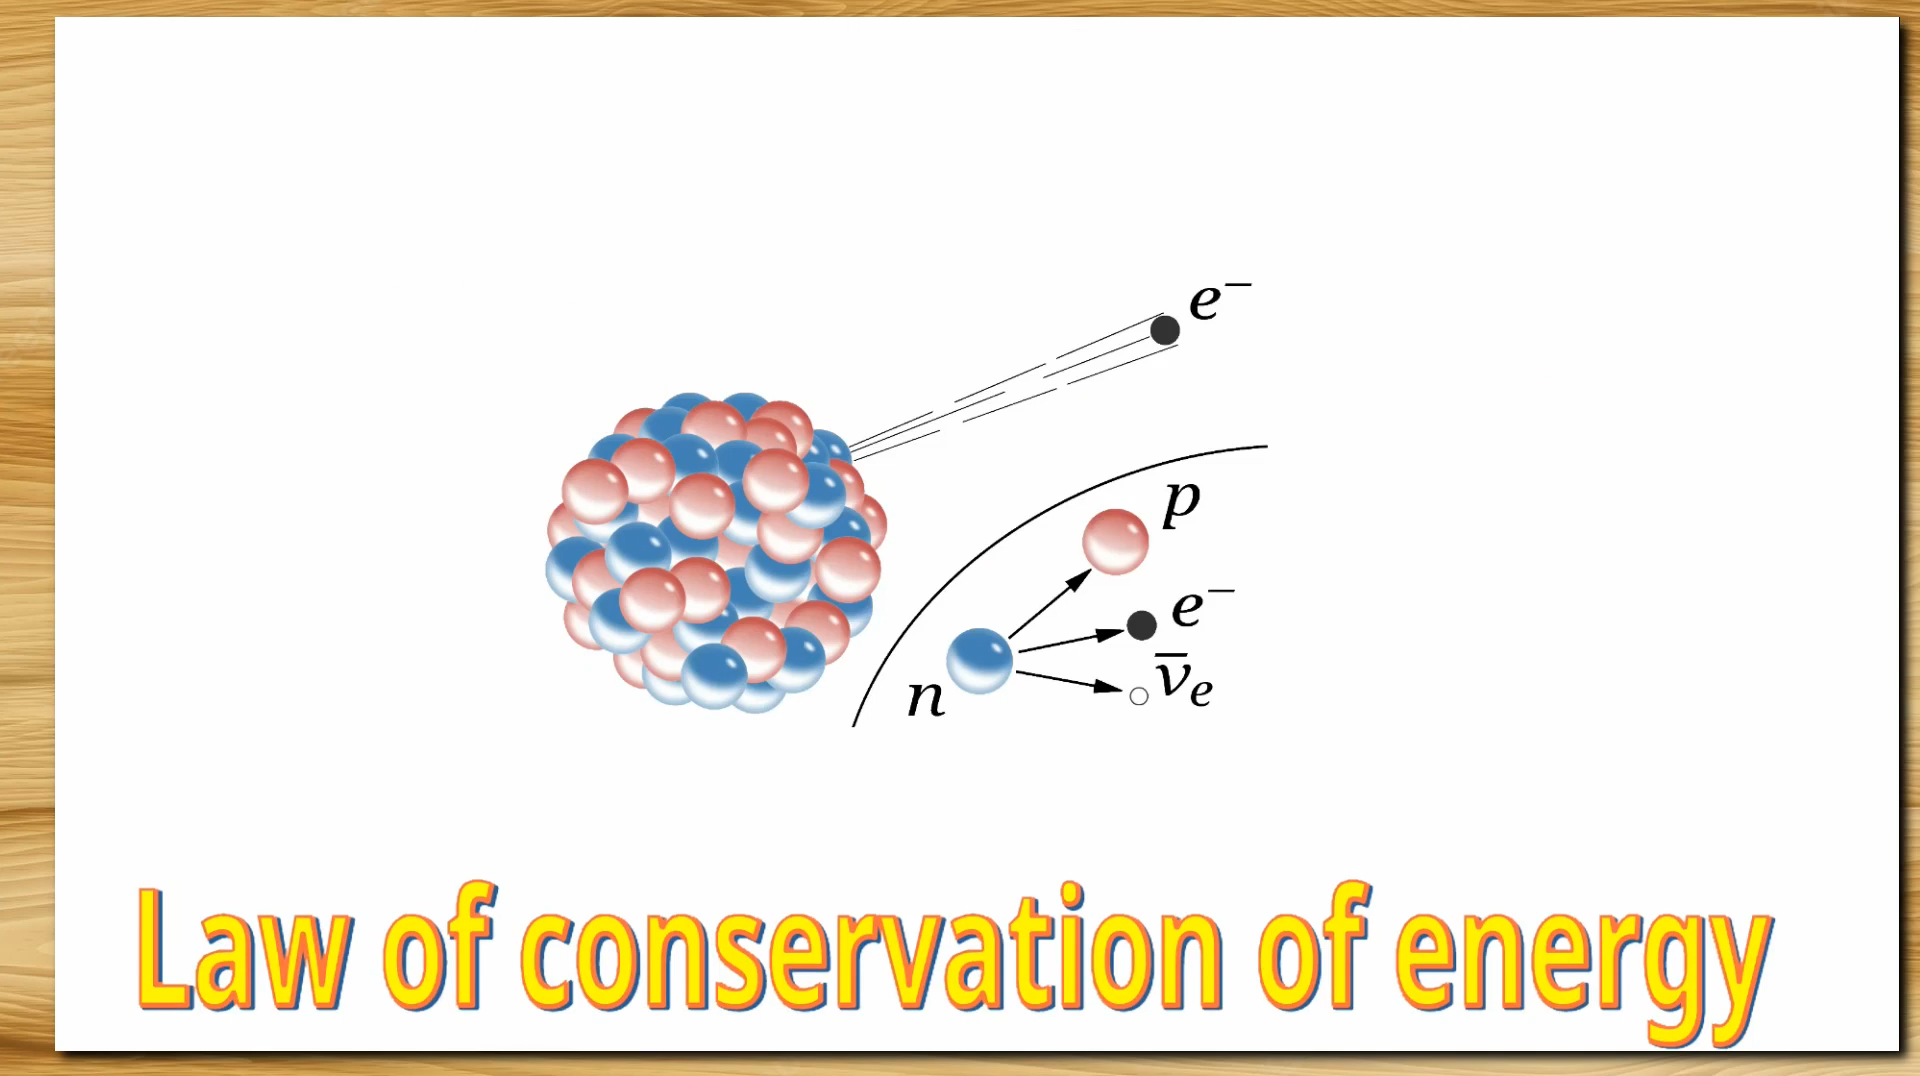 e⁻
p
e⁻
n
ν̅ₑ
Law of conservation of energy